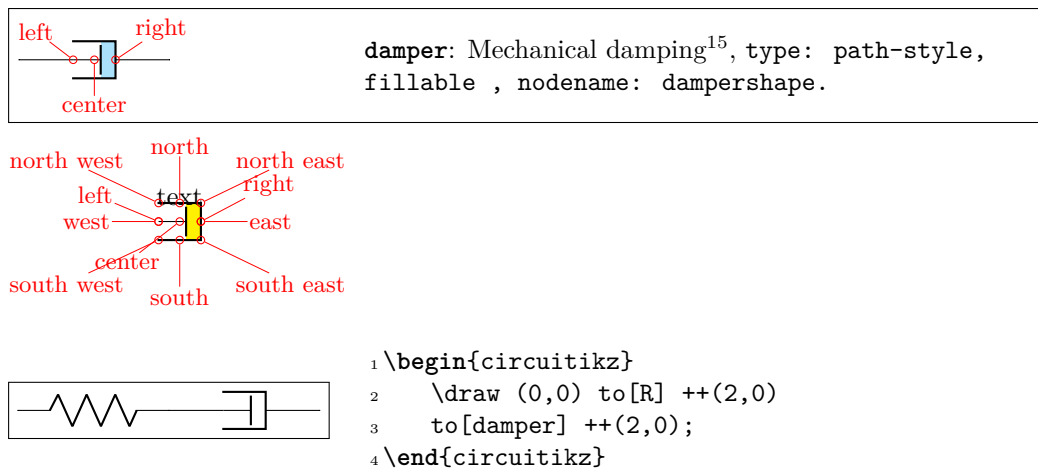 left
right
center
damper: Mechanical damping15, type: path-style,
fillable , nodename: dampershape.
north
north west
north east
text
left
right
west
east
center
south west
south east
south
1 \begin{circuitikz}
2     \draw (0,0) to[R] ++(2,0)
3     to[damper] ++(2,0);
4 \end{circuitikz}